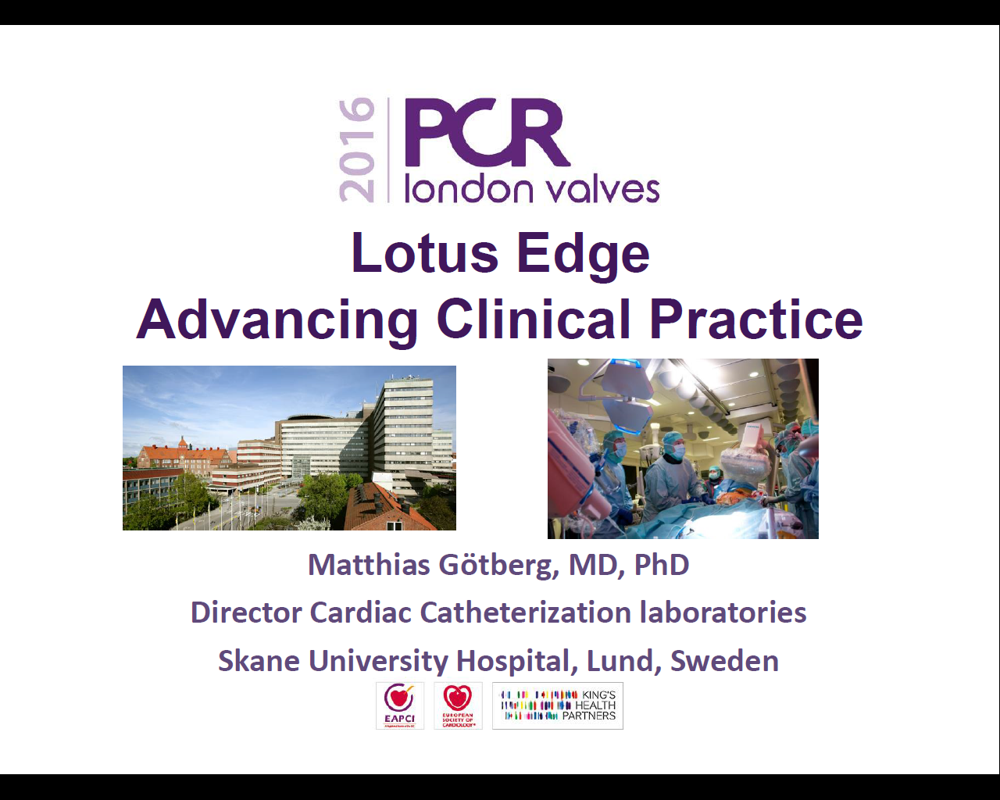 2016
PCR
london valves
Lotus Edge
Advancing Clinical Practice
Matthias Götberg, MD, PhD
Director Cardiac Catheterization laboratories
Skane University Hospital, Lund, Sweden
EAPCI
EUROPEAN
SOCIETY OF
CARDIOLOGY®
KING'S
HEALTH
PARTNERS